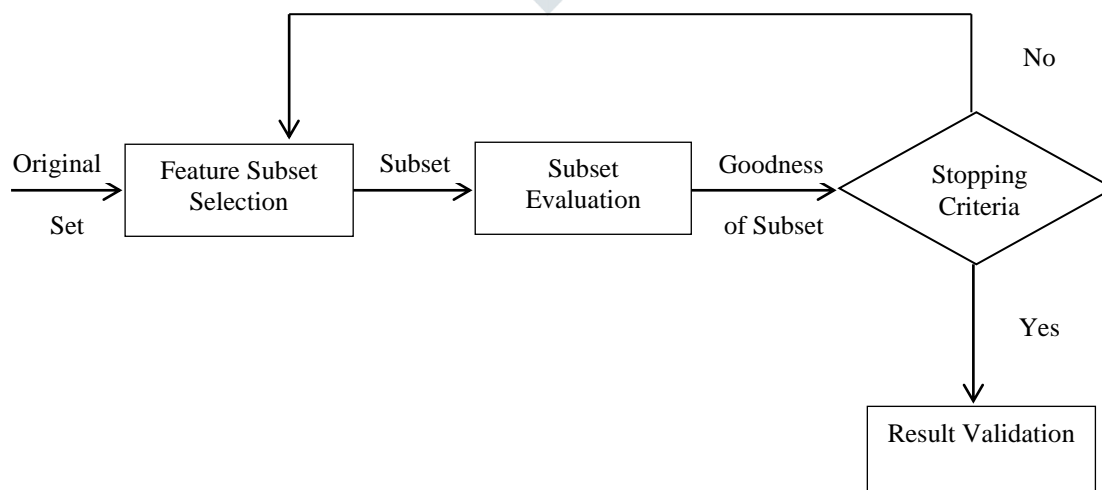 No
Original
Set
Feature Subset
Selection
Subset
Subset
Evaluation
Goodness
of Subset
Stopping
Criteria
Yes
Result Validation